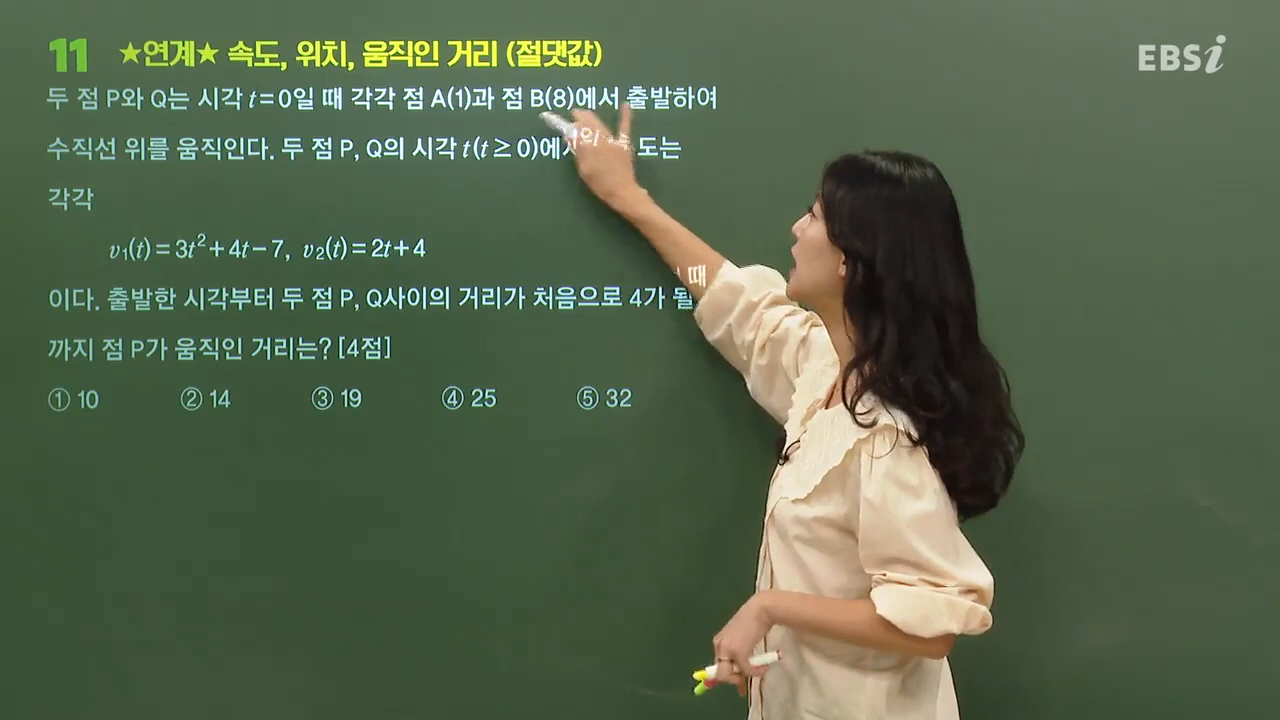 11 ★연계★ 속도, 위치, 움직인 거리 (절댓값)
EBSi
두 점 P와 Q는 시각 t=0일 때 각각 점 A(1)과 점 B(8)에서 출발하여
수직선 위를 움직인다. 두 점 P, Q의 시각 t(t≥0)에서의 속도는
각각
v₁(t)=3t²+4t-7, v₂(t)=2t+4
이다. 출발한 시각부터 두 점 P, Q사이의 거리가 처음으로 4가 될 때
까지 점 P가 움직인 거리는? [4점]
① 10 ② 14 ③ 19 ④ 25 ⑤ 32